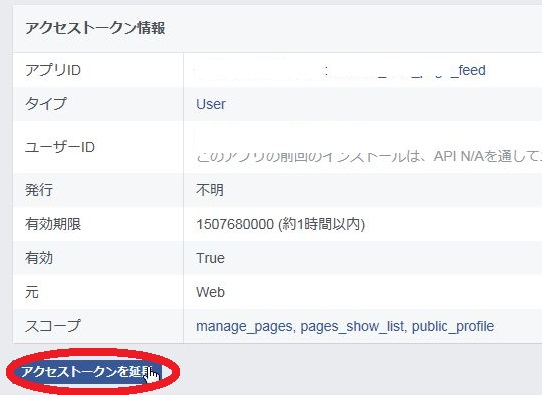 アクセストークン情報
アプリID : _page_feed
タイプ User
ユーザーID このアプリの前回のインストールは、API N/Aを通して
発行 不明
有効期限 1507680000 (約1時間以内)
有効 True
元 Web
スコープ manage_pages, pages_show_list, public_profile
アクセストークンを延